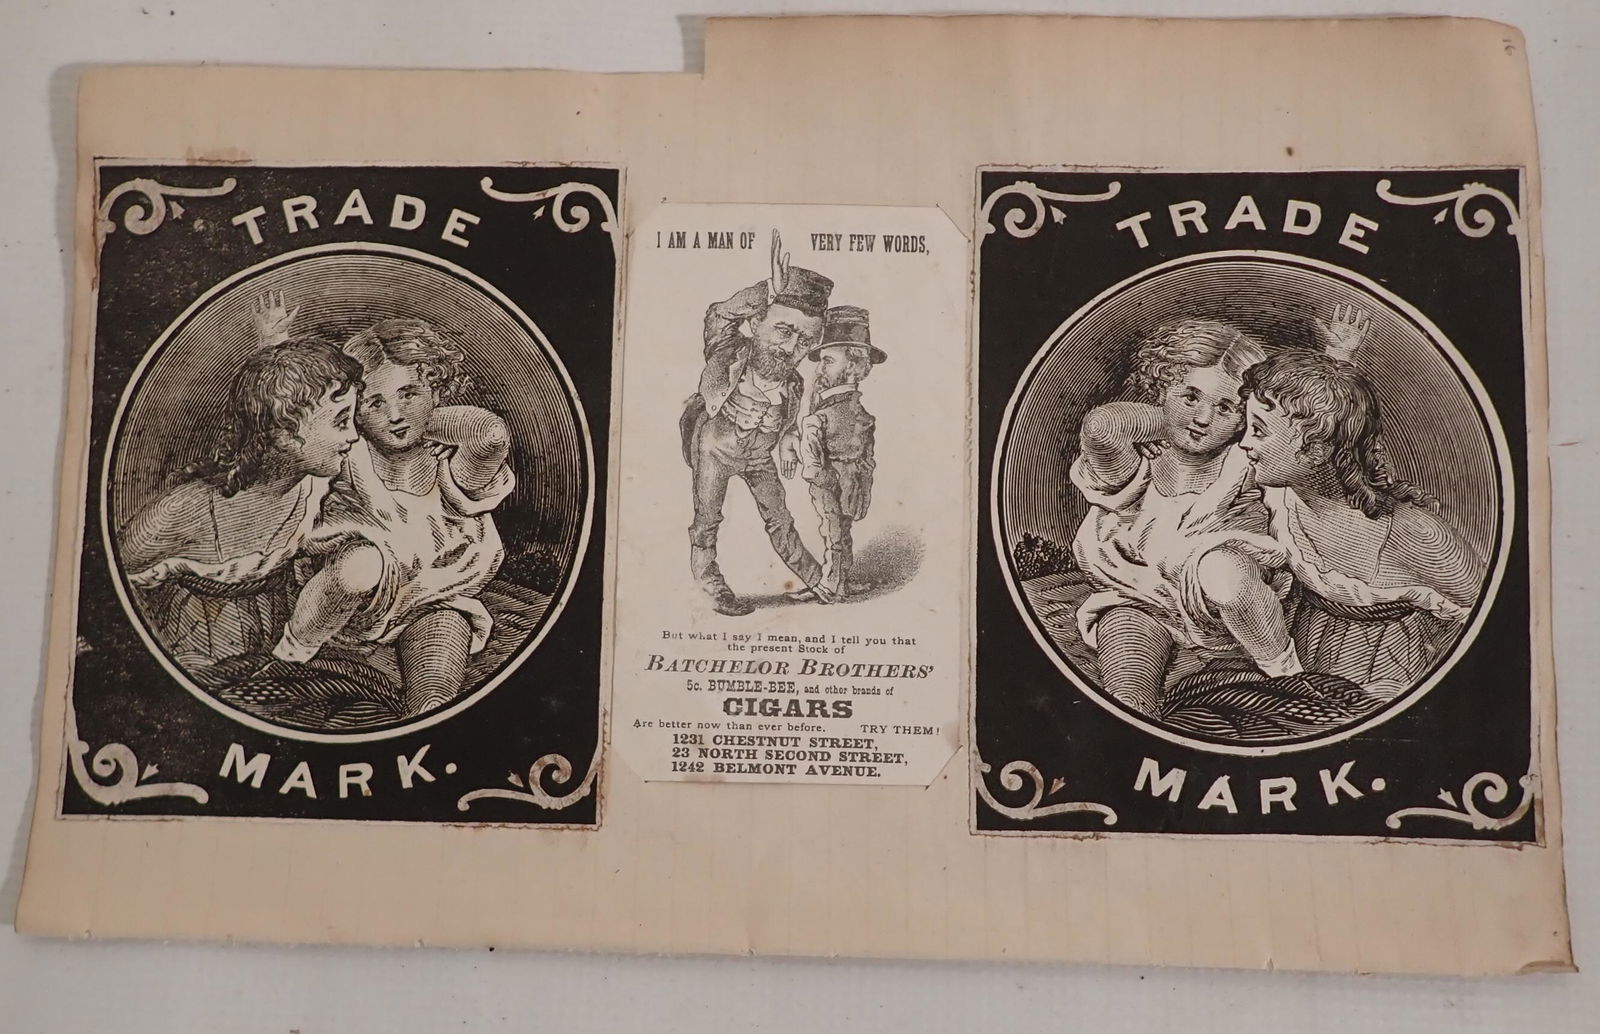 TRADE
MARK.
I AM A MAN OF VERY FEW WORDS,
But what I say I mean, and I tell you that
the present Stock of
BATCHELOR BROTHERS'
5c. BUMBLE-BEE, and other brands of
CIGARS
Are better now than ever before. TRY THEM!
1231 CHESTNUT STREET,
23 NORTH SECOND STREET,
1242 BELMONT AVENUE.
TRADE
MARK.